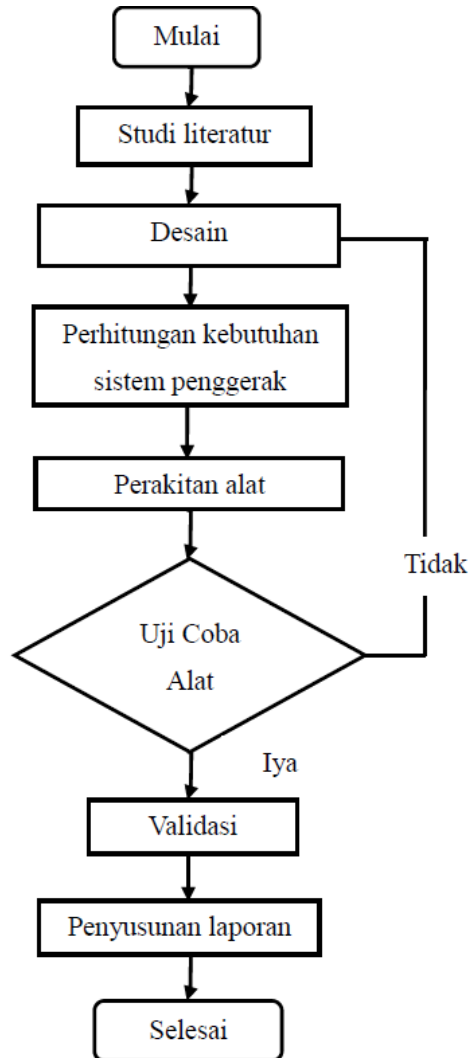 Mulai
Studi literatur
Desain
Perhitungan kebutuhan
sistem penggerak
Perakitan alat
Tidak
Uji Coba
Alat
Iya
Validasi
Penyusunan laporan
Selesai